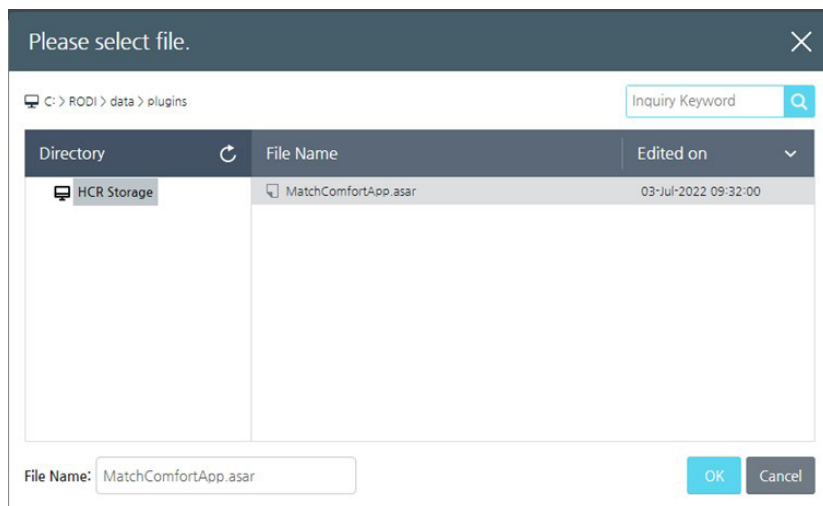 Please select file.
C: > RODI > data > plugins
Inquiry Keyword
Directory
File Name
Edited on
HCR Storage
MatchComfortApp.asar
03-Jul-2022 09:32:00
File Name: MatchComfortApp.asar
OK
Cancel